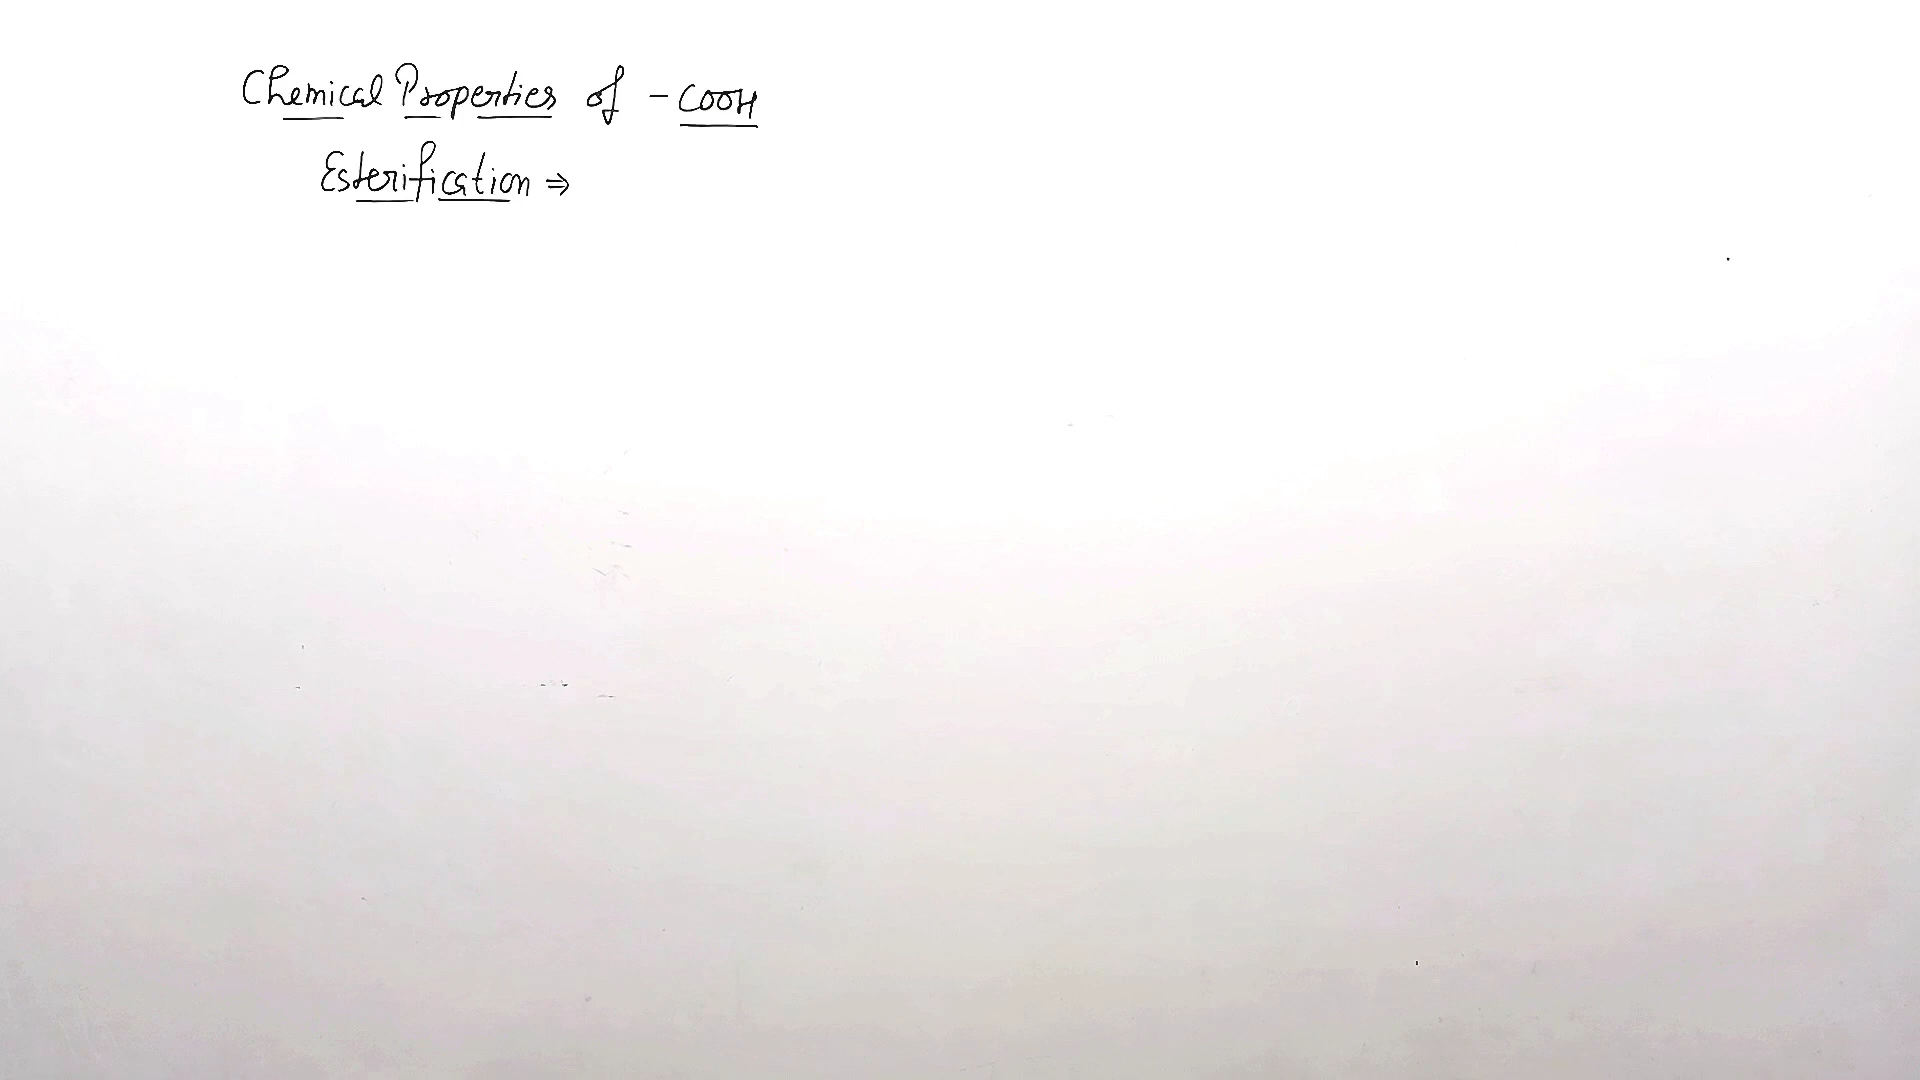 Chemical Properties of -COOH
Esterification ⇒